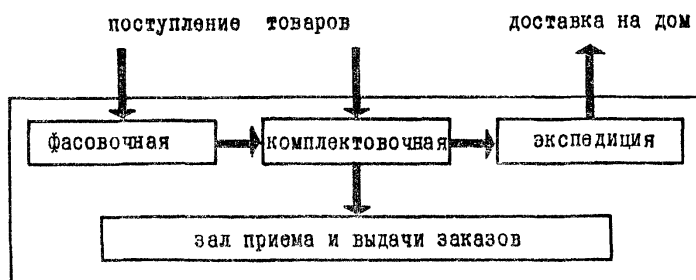 поступление товаров доставка на дом
фасовочная комплектовочная экспедиция
зал приема и выдачи заказов